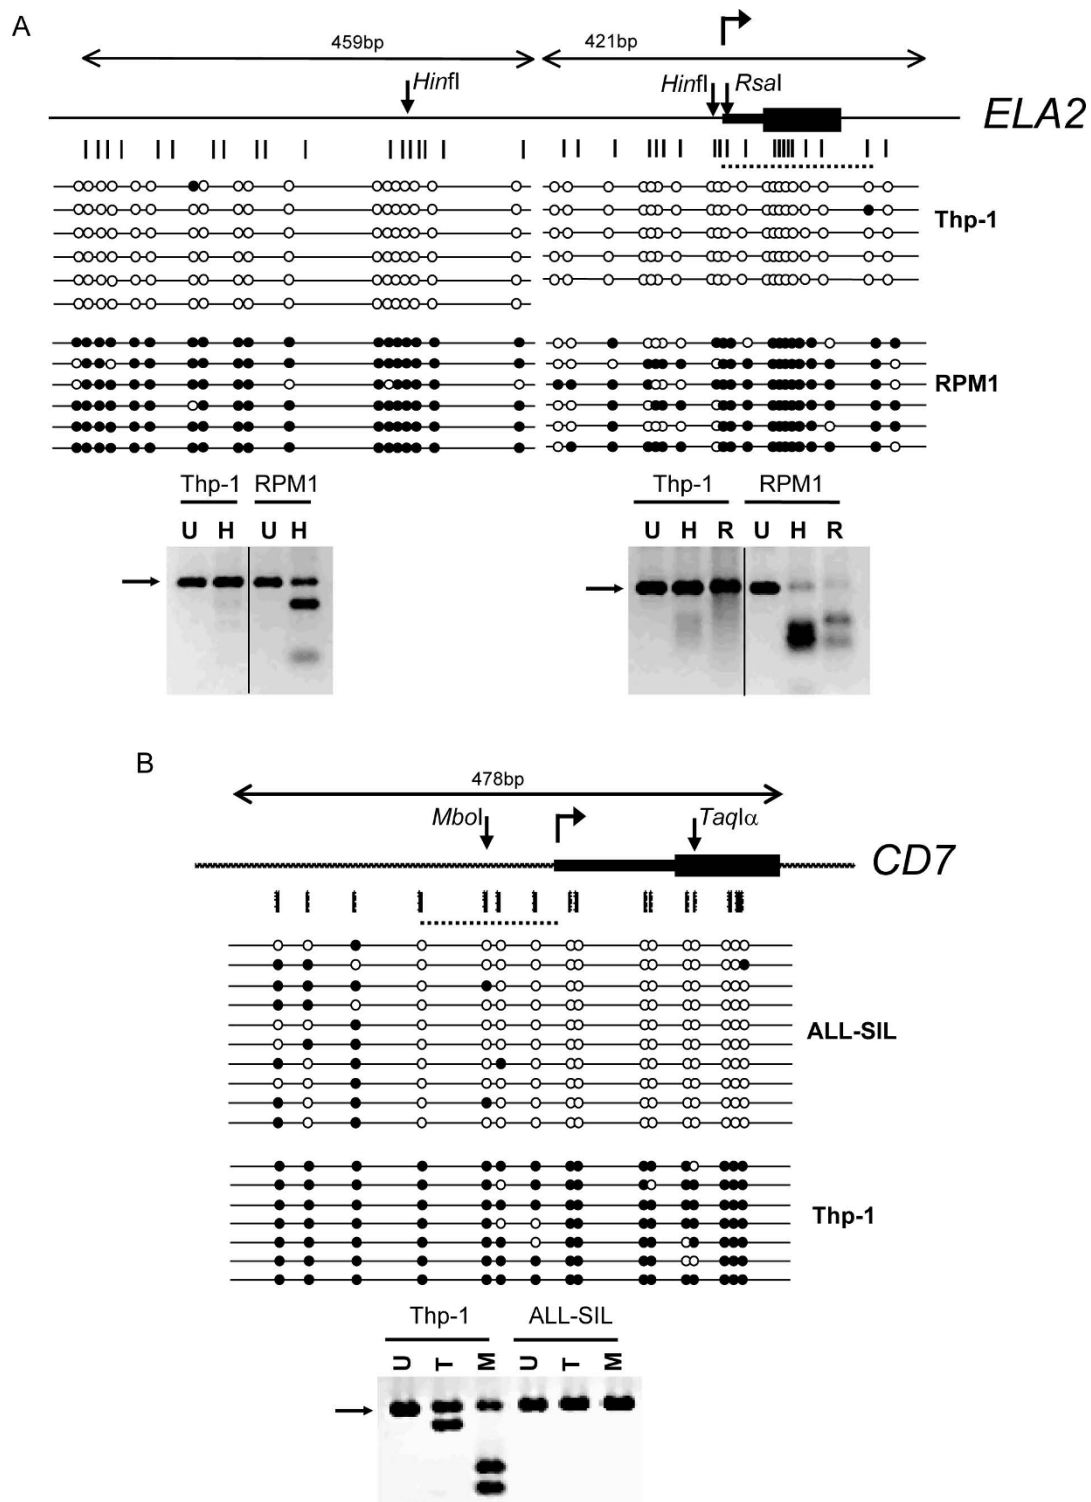 A
459bp
421bp
HinfI
HinfI
RsaI
ELA2
Thp-1
RPM1
Thp-1 RPM1
U H U H
Thp-1 RPM1
U H R U H R
B
478bp
MboI
TaqIα
CD7
ALL-SIL
Thp-1
Thp-1 ALL-SIL
U T M U T M